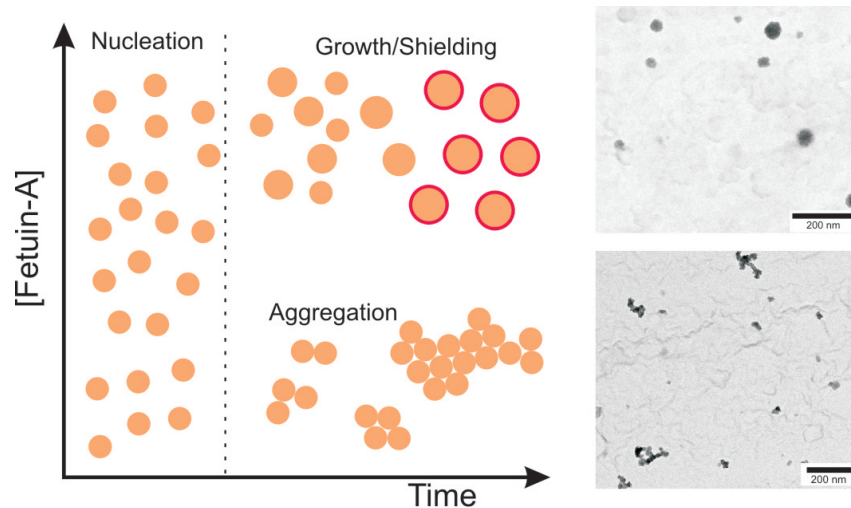 Nucleation
Growth/Shielding
[Fetuin-A]
Aggregation
Time
200 nm
200 nm